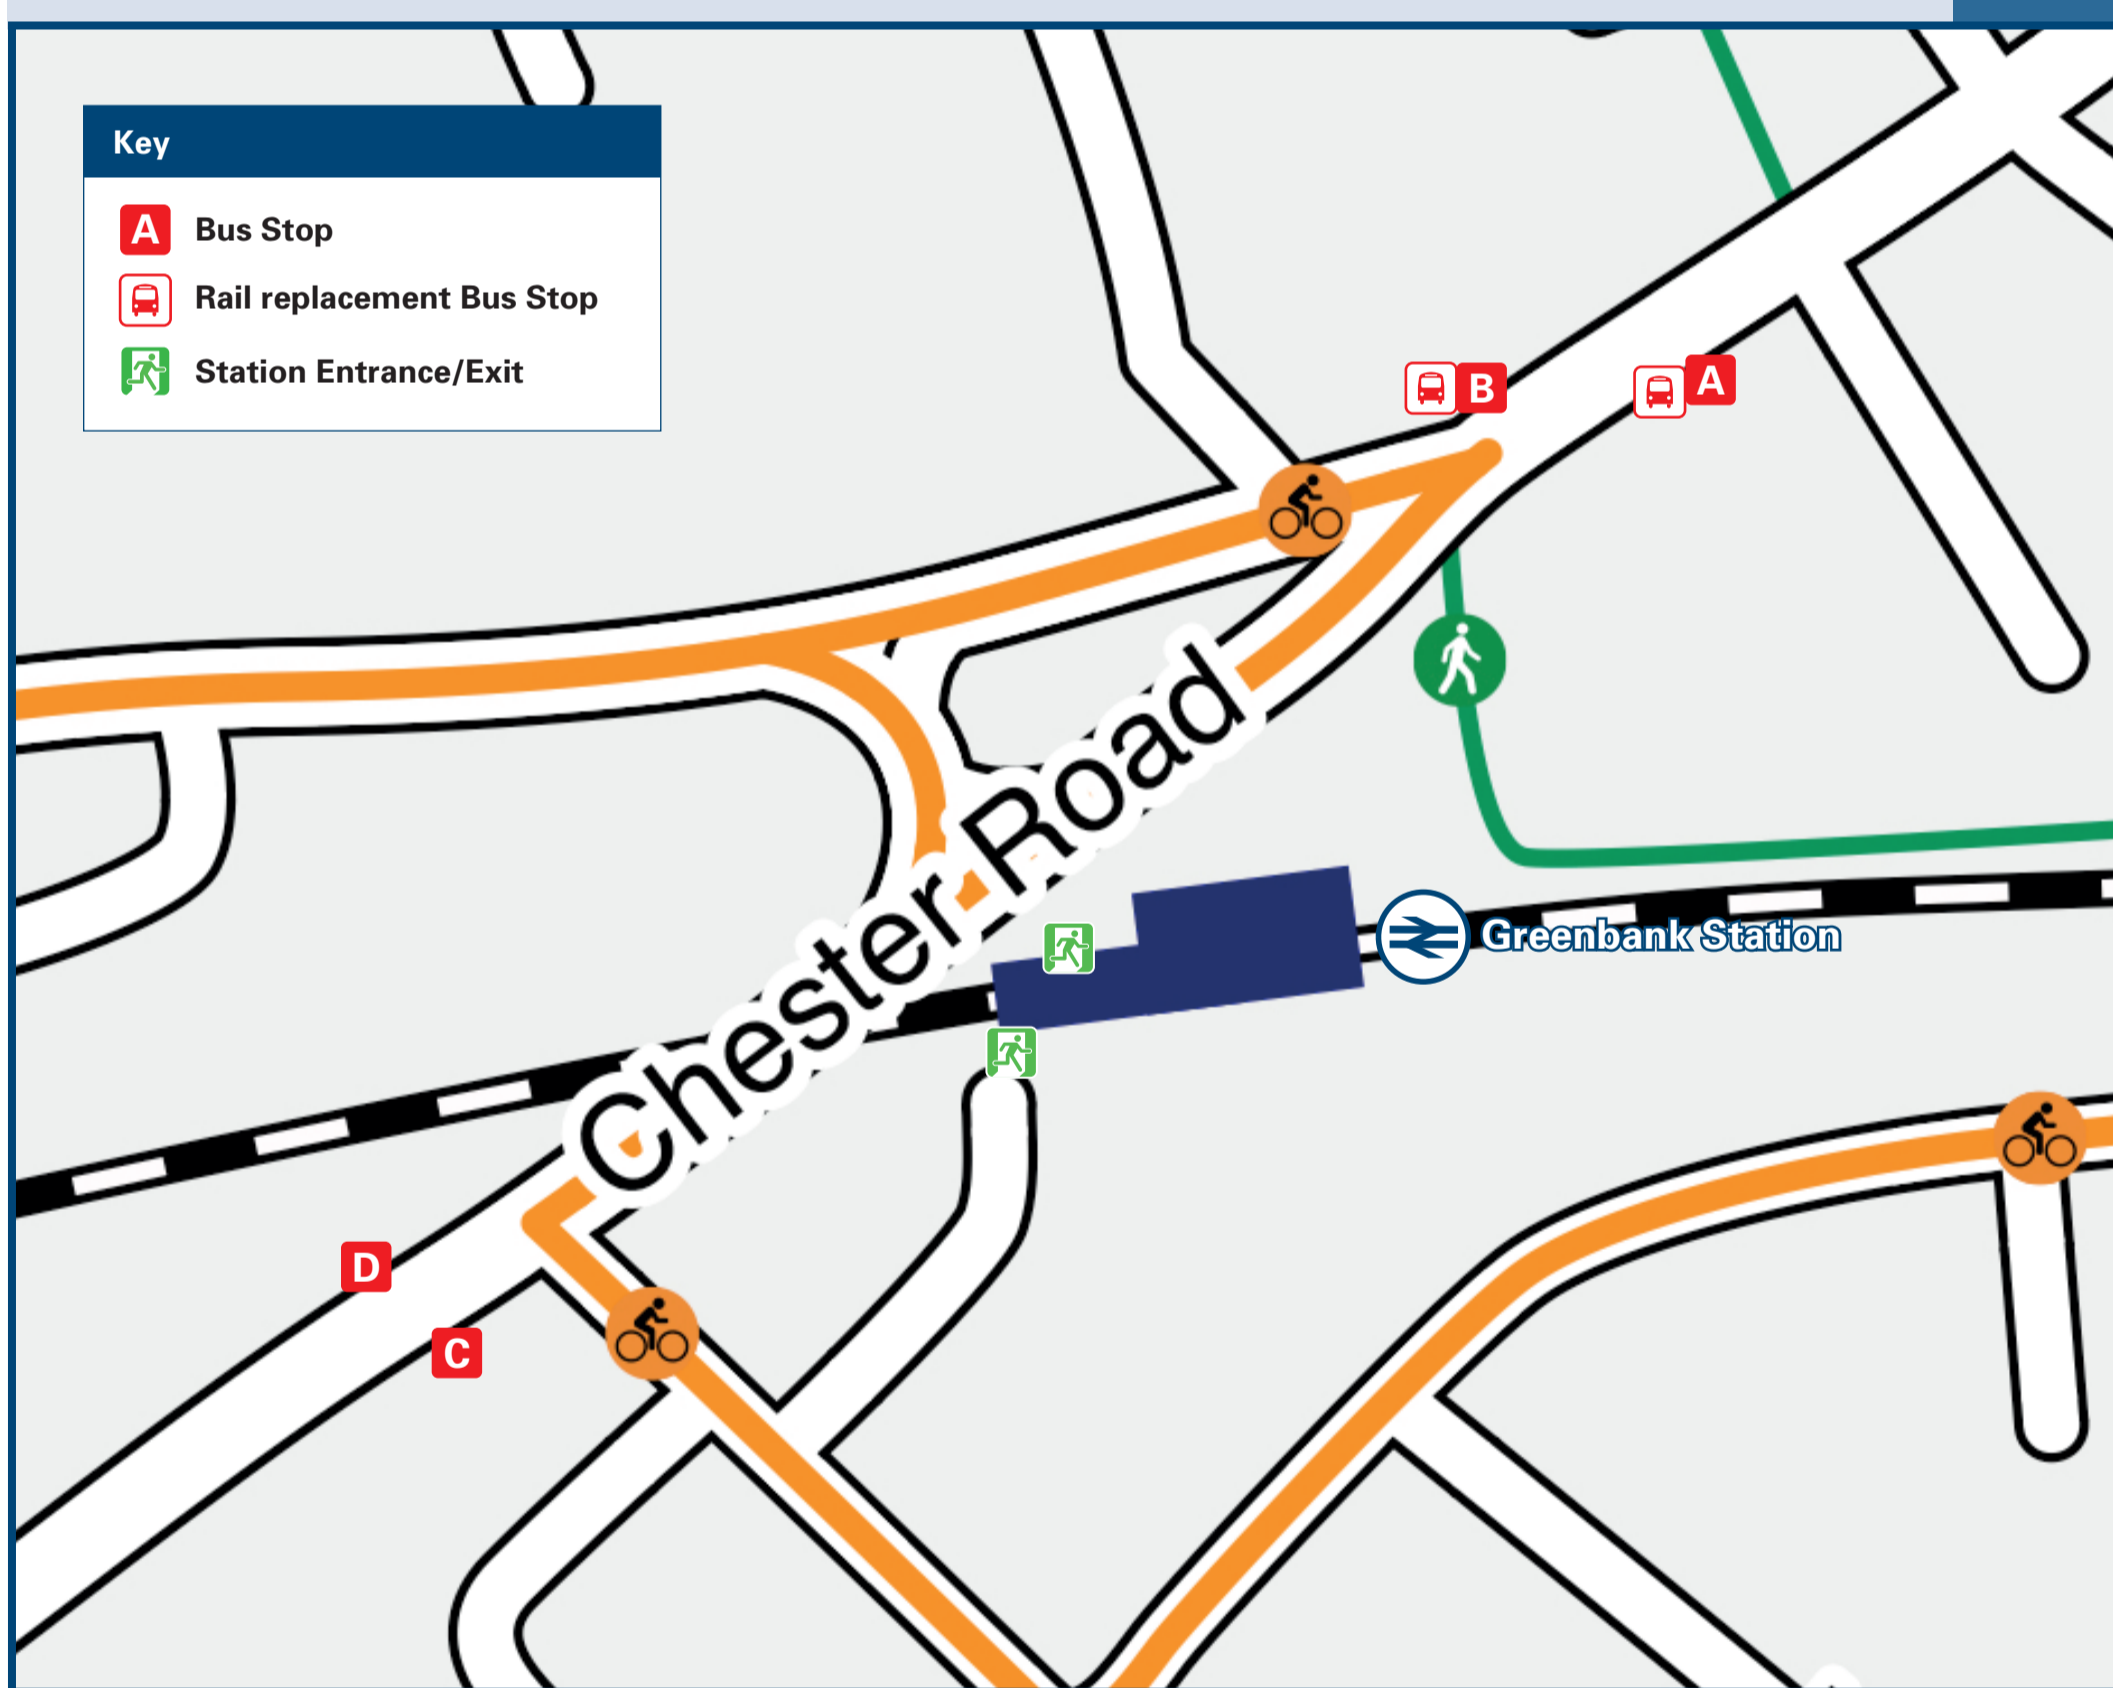 Key
A Bus Stop
Rail replacement Bus Stop
Station Entrance/Exit
B
A
Chester Road
Greenbank Station
D
C